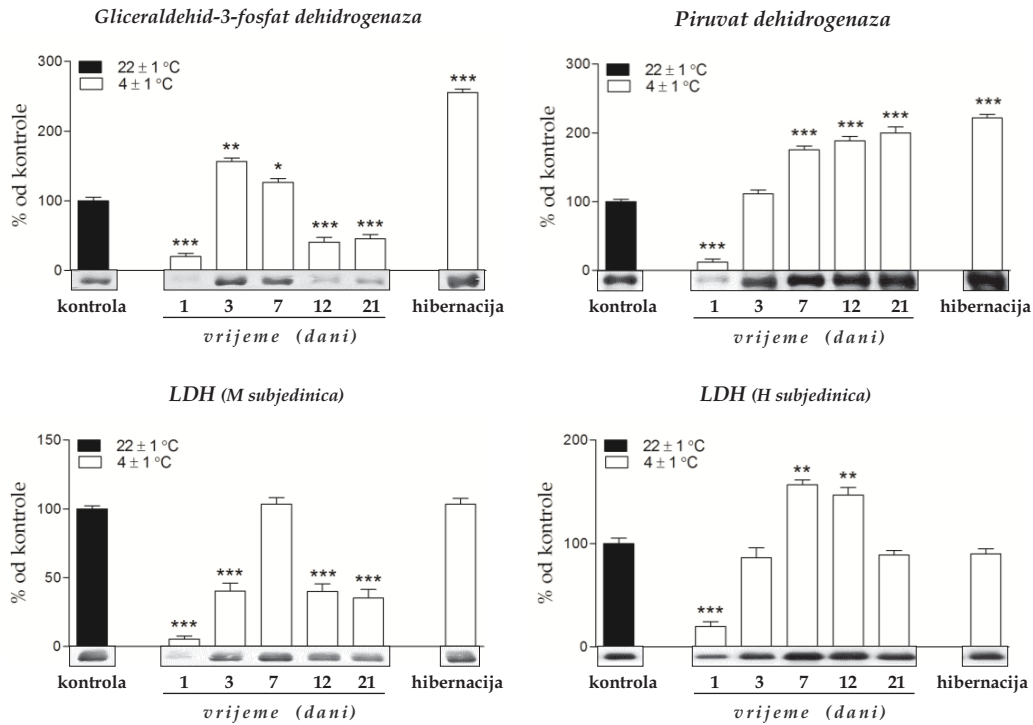 Gliceraldehid-3-fosfat dehidrogenaza
22 ± 1 °C
4 ± 1 °C
% od kontrole
300
200
100
0
***
**
*
***
***
***
kontrola
1 3 7 12 21
hibernacija
vrijeme (dani)
Piruvat dehidrogenaza
22 ± 1 °C
4 ± 1 °C
% od kontrole
300
200
100
0
***
***
***
***
***
kontrola
1 3 7 12 21
hibernacija
vrijeme (dani)
LDH (M subjedinica)
22 ± 1 °C
4 ± 1 °C
% od kontrole
150
100
50
0
***
***
***
***
kontrola
1 3 7 12 21
hibernacija
vrijeme (dani)
LDH (H subjedinica)
22 ± 1 °C
4 ± 1 °C
% od kontrole
200
100
0
***
**
**
kontrola
1 3 7 12 21
hibernacija
vrijeme (dani)